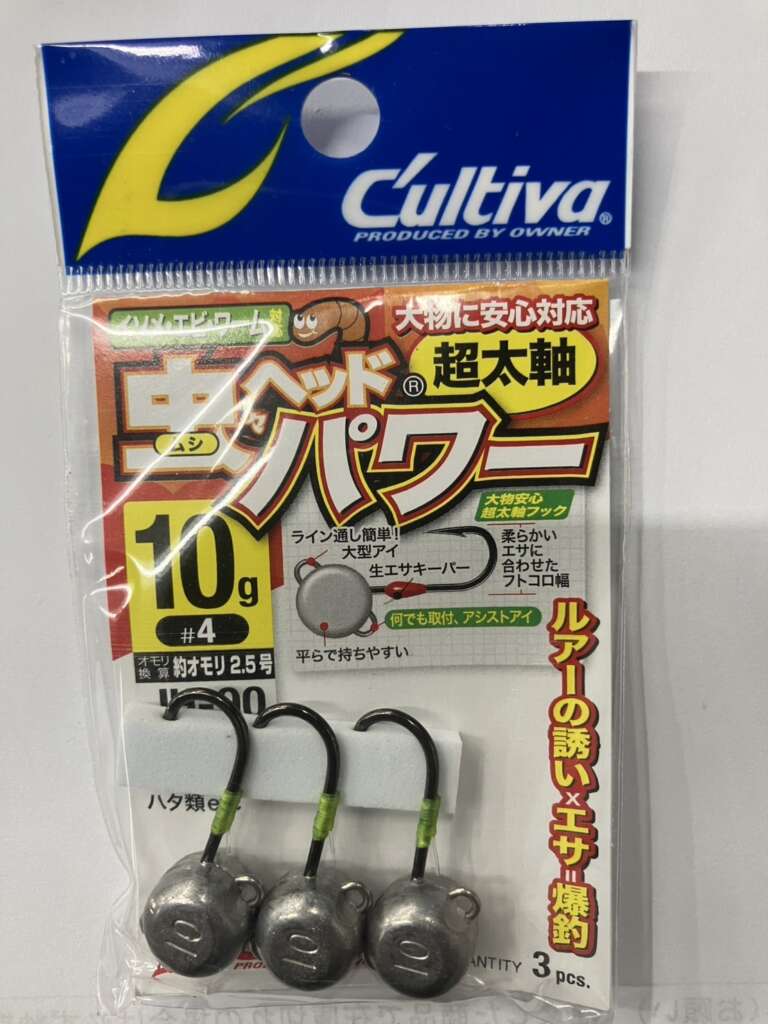 C'ultiva®
PRODUCED BY OWNER
イソメ・エビ・ワーム対応
大物に安心対応
超太軸
虫ヘッド®
ムシ
パワー
大物安心
超太軸フック
10g
#4
オモリ換算 約オモリ2.5号
ライン通し簡単!
大型アイ
生エサキーパー
柔らかい
エサに
合わせた
フトコロ幅
何でも取付、アシストアイ
平らで持ちやすい
ルアーの誘い×エサ=爆釣
ハタ類
10
10
10
3 pcs.